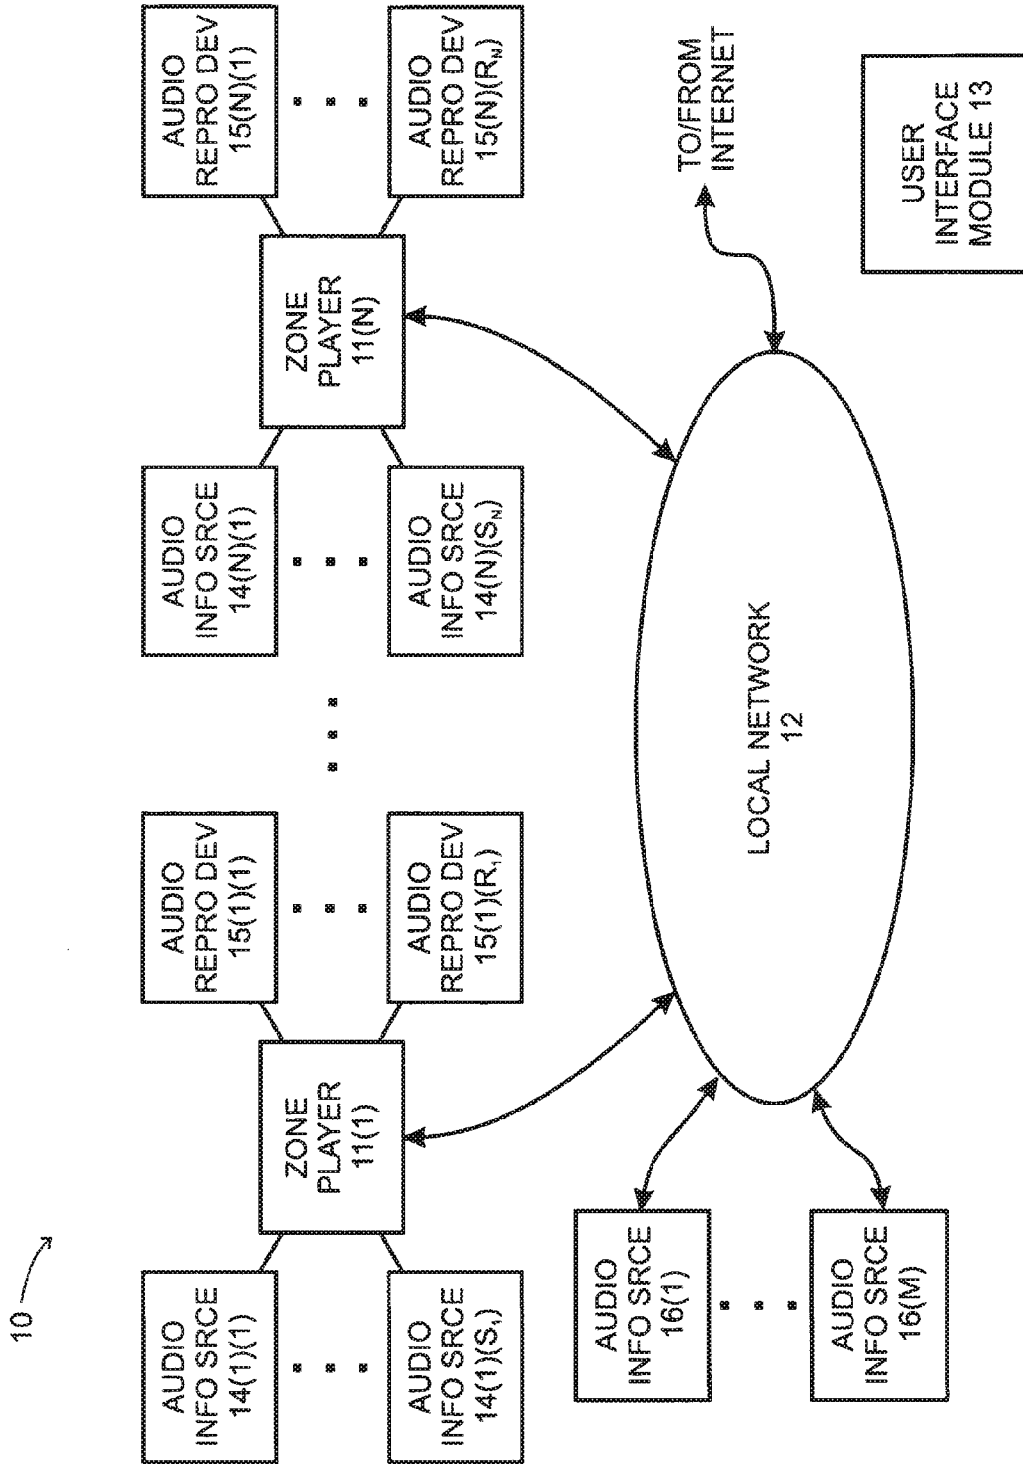 10
AUDIO
INFO SRCE
14(1)(1)
AUDIO
INFO SRCE
14(1)(S₁)
ZONE
PLAYER
11(1)
AUDIO
REPRO DEV
15(1)(1)
AUDIO
REPRO DEV
15(1)(R₁)
AUDIO
INFO SRCE
14(N)(1)
AUDIO
INFO SRCE
14(N)(S_N)
ZONE
PLAYER
11(N)
AUDIO
REPRO DEV
15(N)(1)
AUDIO
REPRO DEV
15(N)(R_N)
AUDIO
INFO SRCE
16(1)
AUDIO
INFO SRCE
16(M)
LOCAL NETWORK
12
TO/FROM
INTERNET
USER
INTERFACE
MODULE 13